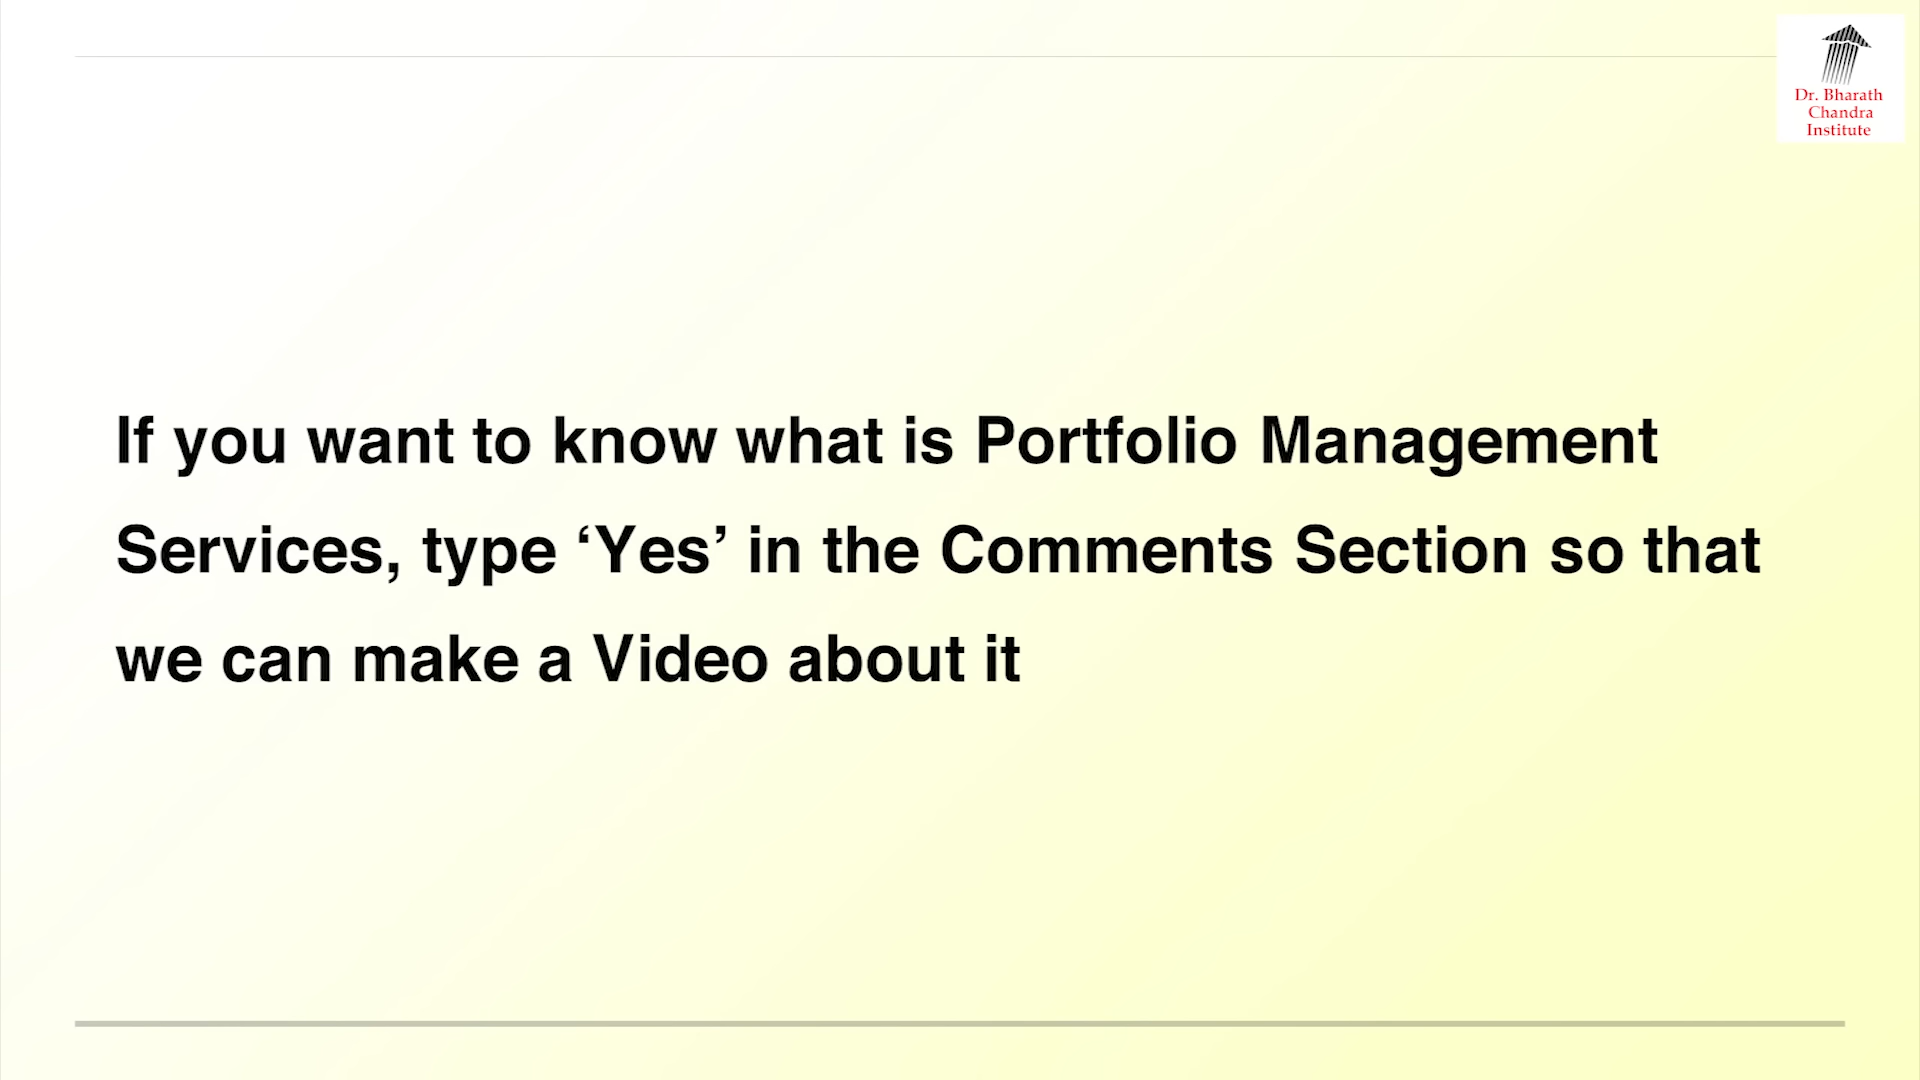 Dr. Bharath
Chandra
Institute
If you want to know what is Portfolio Management
Services, type ‘Yes’ in the Comments Section so that
we can make a Video about it